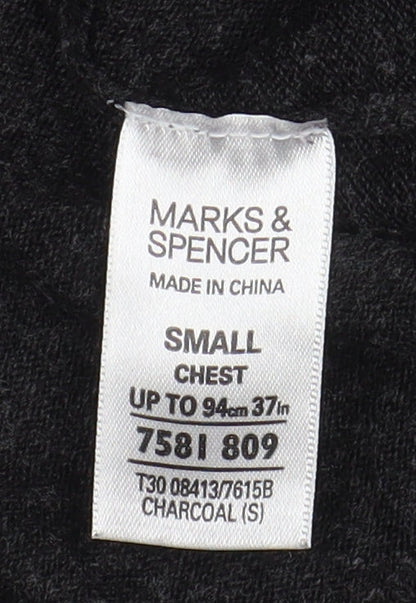 MARKS &
SPENCER
MADE IN CHINA
SMALL
CHEST
UP TO 94cm 37in
7581 809
T30 08413/7615B
CHARCOAL (S)